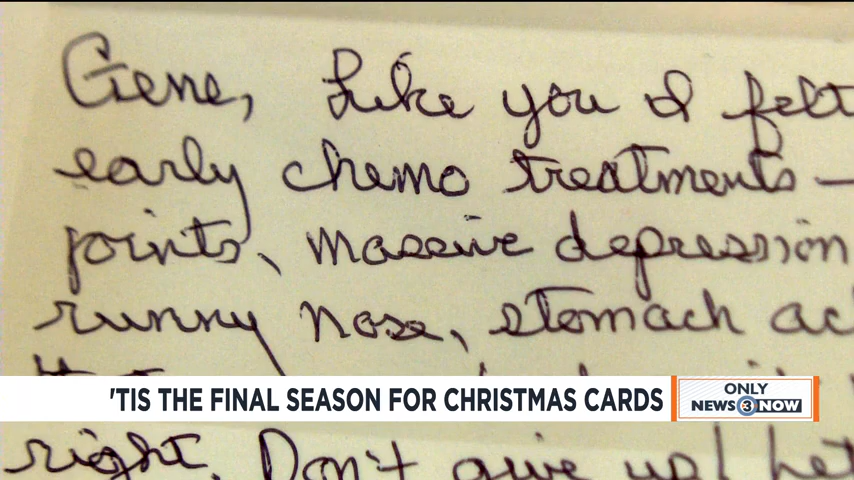 Gene, Like you I felt
early chemo treatments –
joints, massive depression
runny nose, stomach ac
'TIS THE FINAL SEASON FOR CHRISTMAS CARDS
ONLY
NEWS 3 NOW
right. Don't give up! het